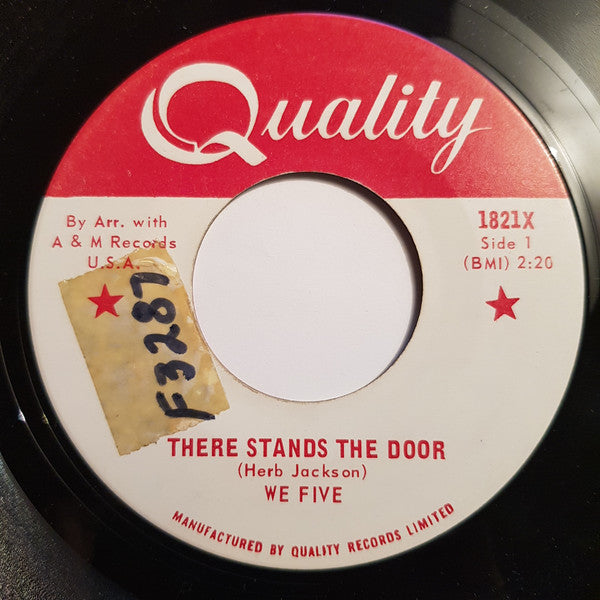 Quality
By Arr. with
A & M Records
U.S.A.
1821X
Side 1
(BMI) 2:20
F3287
THERE STANDS THE DOOR
(Herb Jackson)
WE FIVE
MANUFACTURED BY QUALITY RECORDS LIMITED